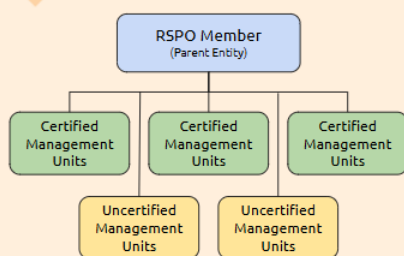 RSPO Member
(Parent Entity)
Certified
Management
Units
Certified
Management
Units
Certified
Management
Units
Uncertified
Management
Units
Uncertified
Management
Units